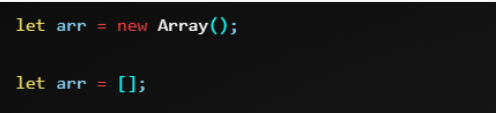 let arr = new Array();
let arr = [];